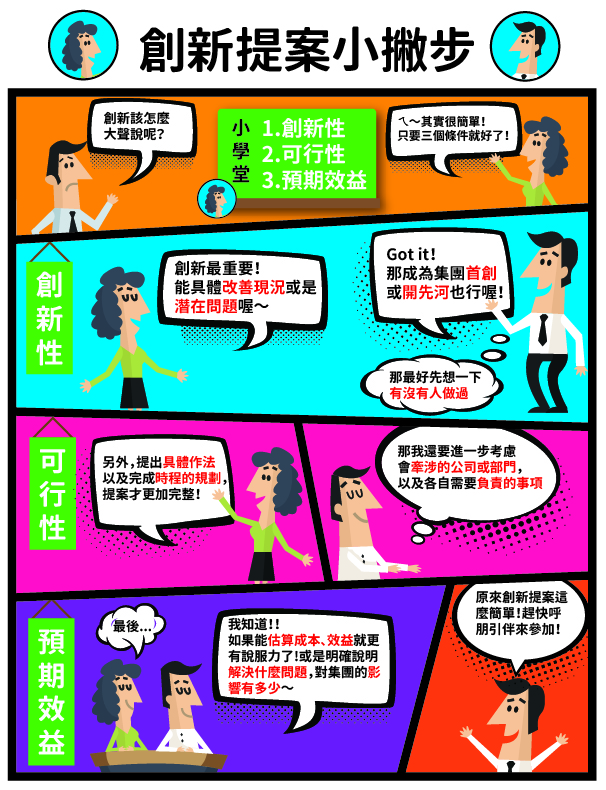 創新提案小撇步
創新該怎麼
大聲說呢？
小學堂
1.創新性
2.可行性
3.預期效益
ㄟ～其實很簡單！
只要三個條件就好了！
創新性
創新最重要！
能具體改善現況或是
潛在問題喔～
Got it！
那成為集團首創
或開先河也行喔！
那最好先想一下
有沒有人做過
可行性
另外，提出具體作法
以及完成時程的規劃，
提案才更加完整！
那我還要進一步考慮
會牽涉的公司或部門，
以及各自需要負責的事項
預期效益
最後...
我知道！！
如果能估算成本、效益就更
有說服力了！或是明確說明
解決什麼問題，對集團的影
響有多少～
原來創新提案這
麼簡單！趕快呼
朋引伴來參加！